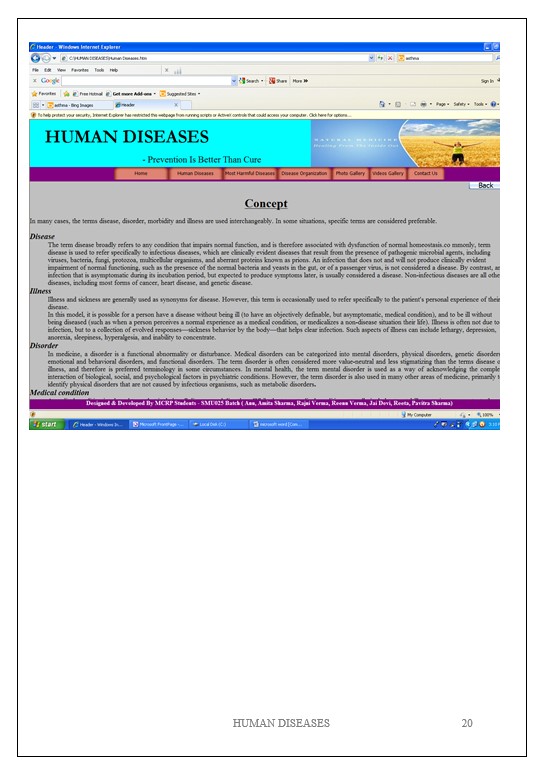 Header - Windows Internet Explorer
C:\HUMAN DISEASES\Human Diseases.htm
asthma
File Edit View Favorites Tools Help
x
x Google Search Share More »
Sign In
Favorites Free Hotmail Get more Add-ons Suggested Sites
asthma - Bing Images Header x
Page Safety Tools
To help protect your security, Internet Explorer has restricted this webpage from running scripts or ActiveX controls that could access your computer. Click here for options...
HUMAN DISEASES
NATURAL MEDICINE
Healing From The Inside Out
- Prevention Is Better Than Cure
Home Human Diseases Most Harmful Diseases Disease Organization Photo Gallery Videos Gallery Contact Us
Back
Concept
In many cases, the terms disease, disorder, morbidity and illness are used interchangeably. In some situations, specific terms are considered preferable.
Disease
The term disease broadly refers to any condition that impairs normal function, and is therefore associated with dysfunction of normal homeostasis.co mmonly, term
disease is used to refer specifically to infectious diseases, which are clinically evident diseases that result from the presence of pathogenic microbial agents, including
viruses, bacteria, fungi, protozoa, multicellular organisms, and aberrant proteins known as prions. An infection that does not and will not produce clinically evident
impairment of normal functioning, such as the presence of the normal bacteria and yeasts in the gut, or of a passenger virus, is not considered a disease. By contrast, an
infection that is asymptomatic during its incubation period, but expected to produce symptoms later, is usually considered a disease. Non-infectious diseases are all othe
diseases, including most forms of cancer, heart disease, and genetic disease.
Illness
Illness and sickness are generally used as synonyms for disease. However, this term is occasionally used to refer specifically to the patient's personal experience of their
disease.
In this model, it is possible for a person have a disease without being ill (to have an objectively definable, but asymptomatic, medical condition), and to be ill without
being diseased (such as when a person perceives a normal experience as a medical condition, or medicalizes a non-disease situation their life). Illness is often not due to
infection, but to a collection of evolved responses—sickness behavior by the body—that helps clear infection. Such aspects of illness can include lethargy, depression,
anorexia, sleepiness, hyperalgesia, and inability to concentrate.
Disorder
In medicine, a disorder is a functional abnormality or disturbance. Medical disorders can be categorized into mental disorders, physical disorders, genetic disorders
emotional and behavioral disorders, and functional disorders. The term disorder is often considered more value-neutral and less stigmatizing than the terms disease o
illness, and therefore is preferred terminology in some circumstances. In mental health, the term mental disorder is used as a way of acknowledging the comple
interaction of biological, social, and psychological factors in psychiatric conditions. However, the term disorder is also used in many other areas of medicine, primarily t
identify physical disorders that are not caused by infectious organisms, such as metabolic disorders.
Medical condition
Designed & Developed By MCRP Students - SMU025 Batch ( Anu, Amita Sharma, Rajni Verma, Reenu Verma, Jai Devi, Reeta, Pavitra Sharma)
My Computer 100%
start Header - Windows In... Microsoft FrontPage -... Local Disk (C:) microsoft word [Com...
HUMAN DISEASES 20